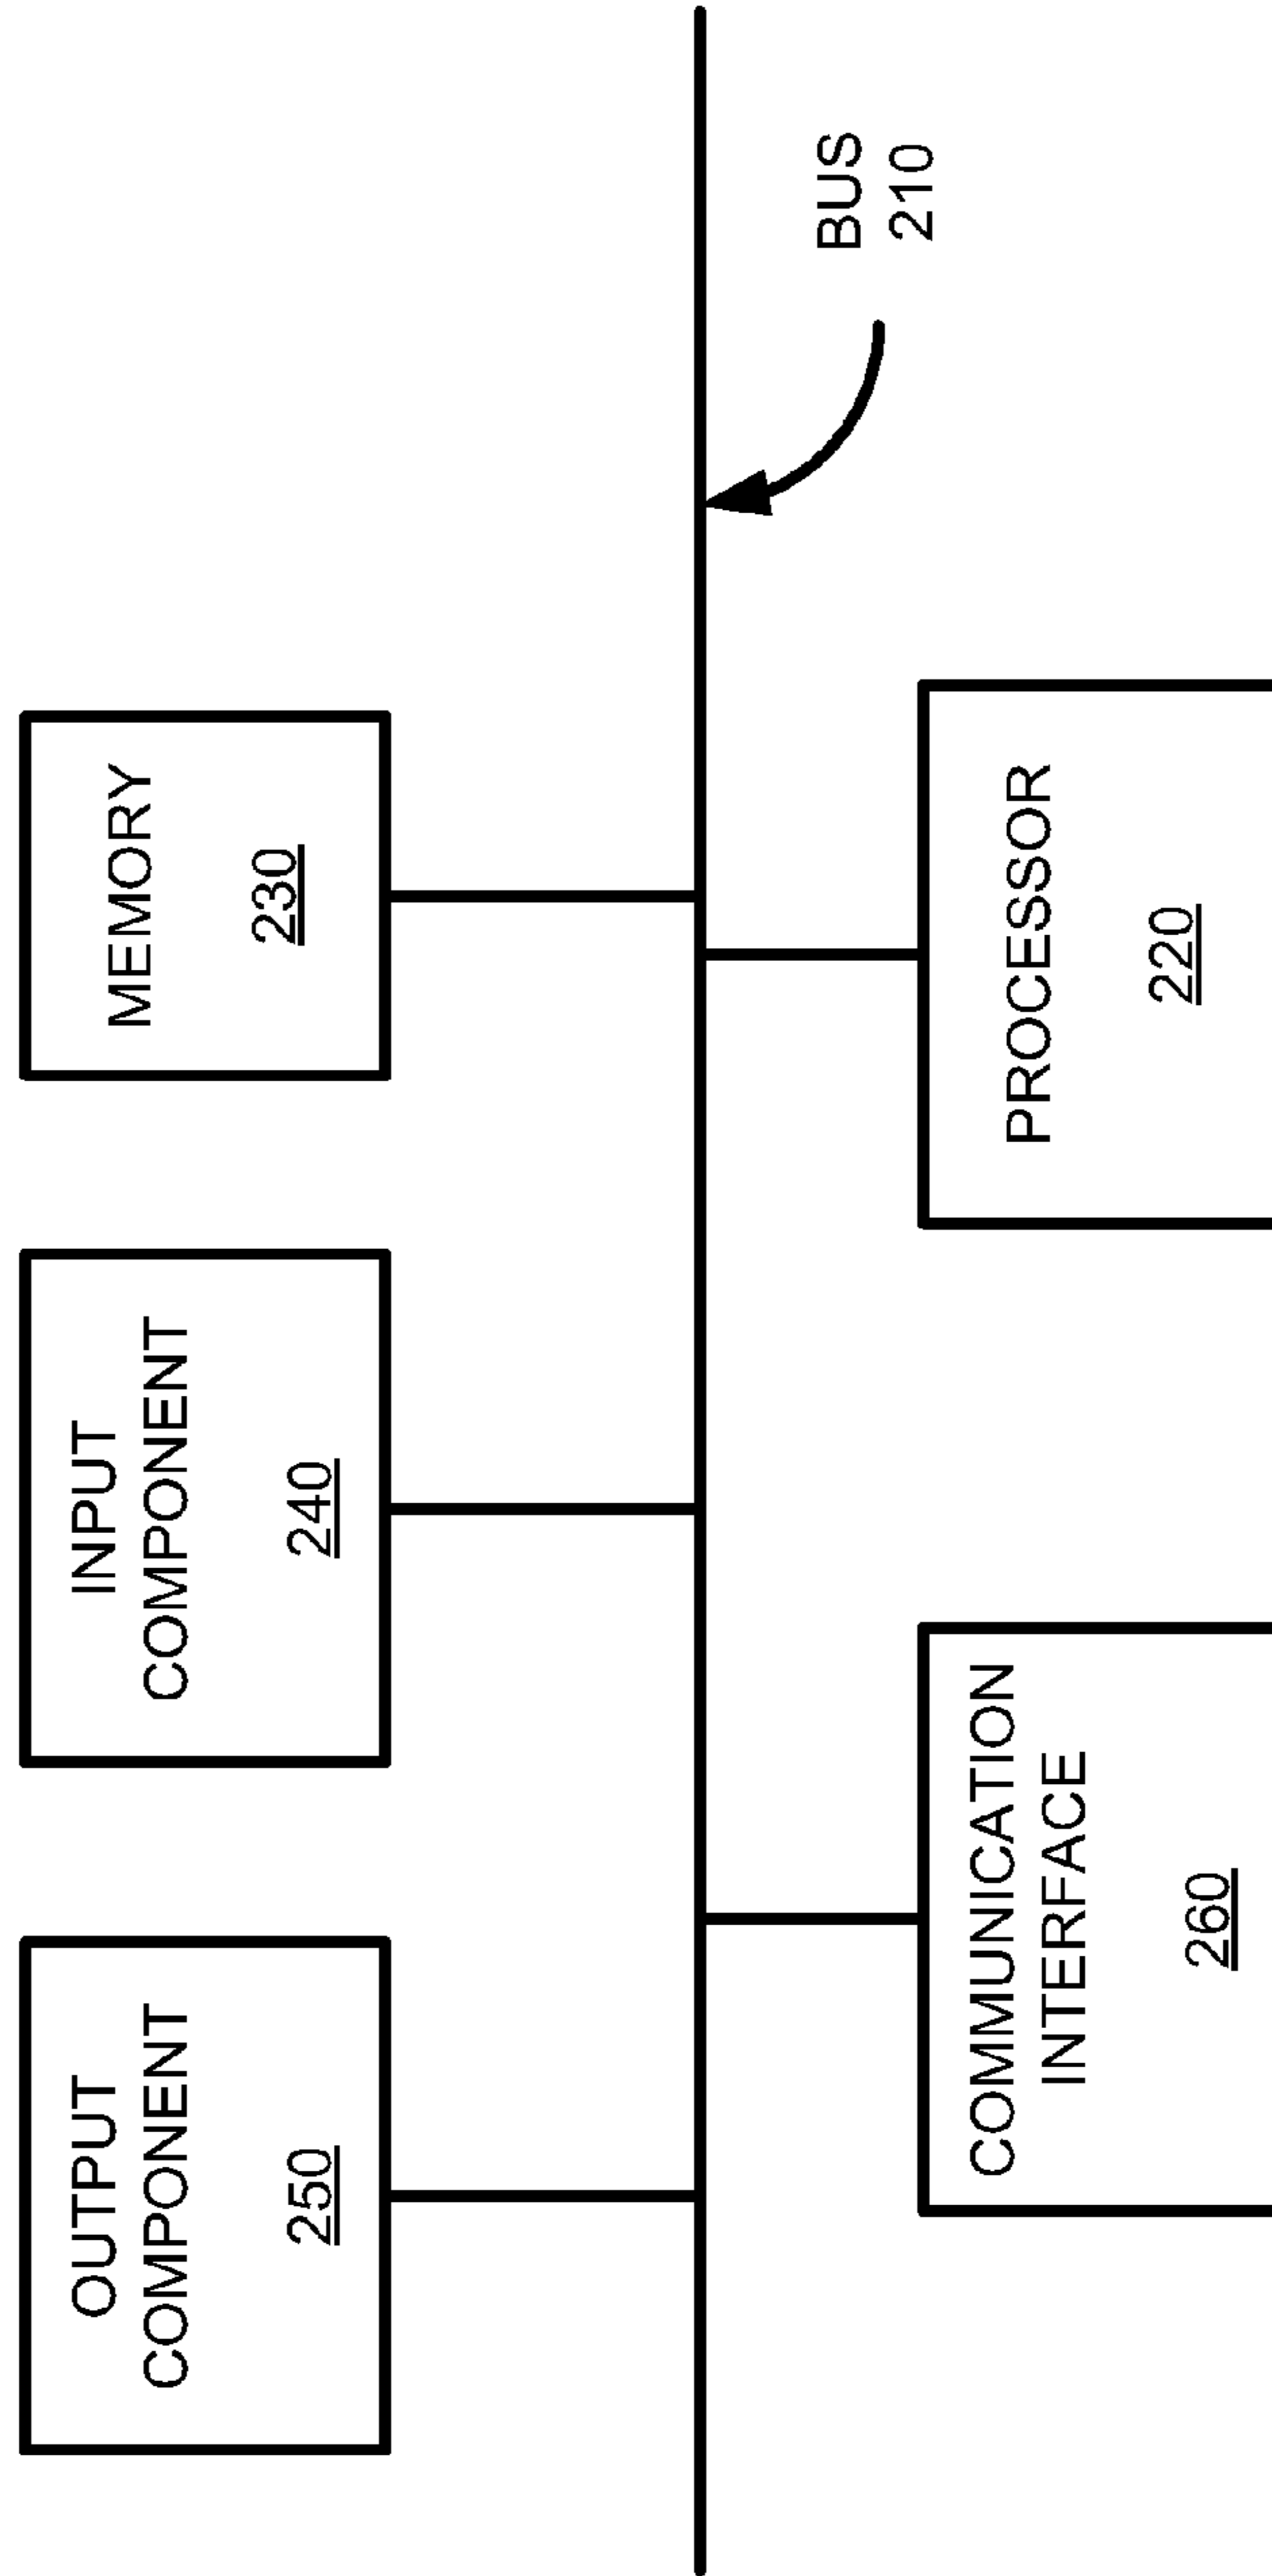 OUTPUT
COMPONENT
250
INPUT
COMPONENT
240
MEMORY
230
BUS
210
COMMUNICATION
INTERFACE
260
PROCESSOR
220